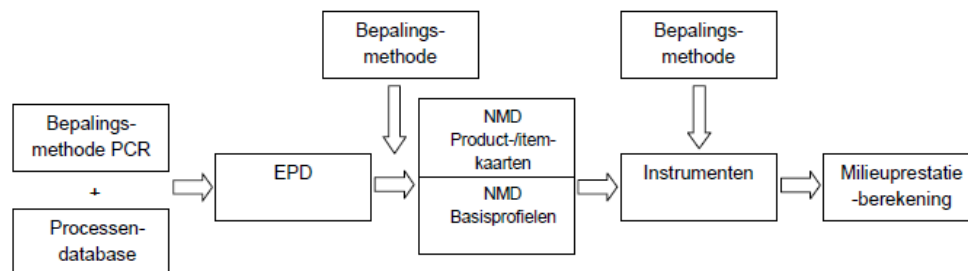 Bepalings-
methode
Bepalings-
methode
Bepalings-
methode PCR
+
Processen-
database
EPD
NMD
Product-/item-
kaarten
NMD
Basisprofielen
Instrumenten
Milieuprestatie
-berekening